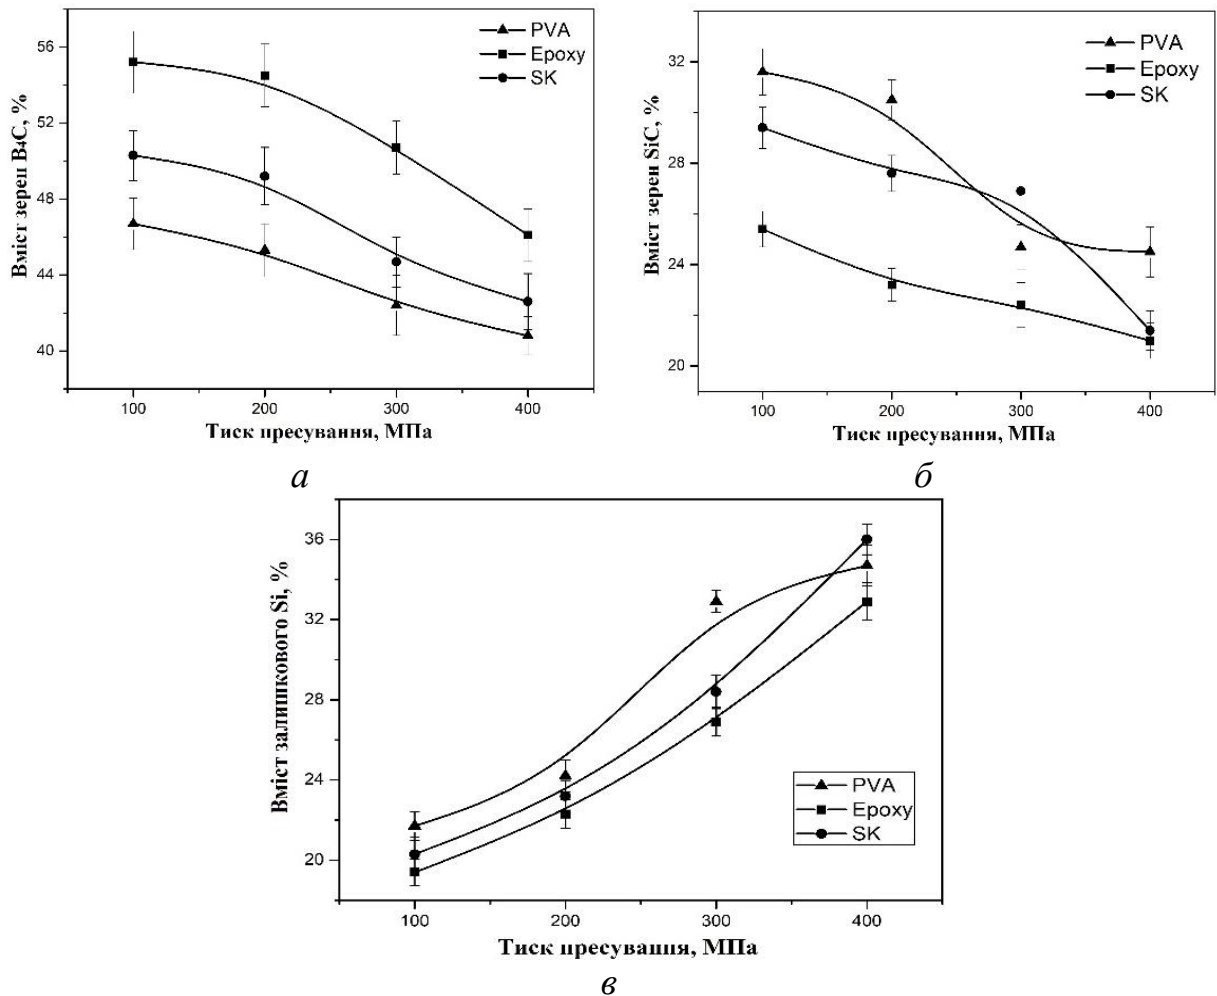 Вміст зерен B₄C, %
56
52
48
44
40
PVA
Epoxy
SK
100 200 300 400
Тиск пресування, МПа
а
Вміст зерен SiC, %
32
28
24
20
PVA
Epoxy
SK
100 200 300 400
Тиск пресування, МПа
б
Вміст залишкового Si, %
36
32
28
24
20
PVA
Epoxy
SK
100 200 300 400
Тиск пресування, МПа
в